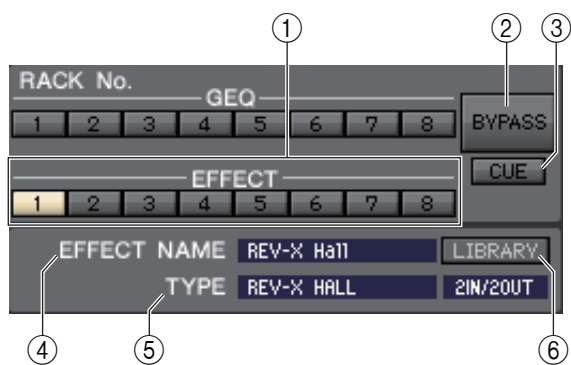 ① ② ③
RACK No.
GEQ
1 2 3 4 5 6 7 8 BYPASS
CUE
EFFECT
1 2 3 4 5 6 7 8
EFFECT NAME REV-X Hall LIBRARY
TYPE REV-X HALL 2IN/2OUT
④ ⑤ ⑥